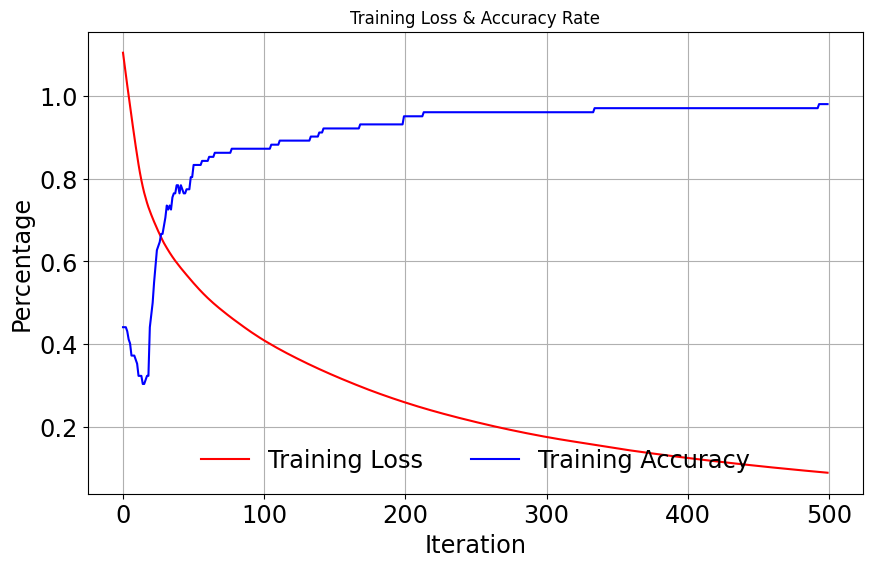 Training Loss & Accuracy Rate
Percentage
1.0
0.8
0.6
0.4
0.2
Training Loss
Training Accuracy
0 100 200 300 400 500
Iteration